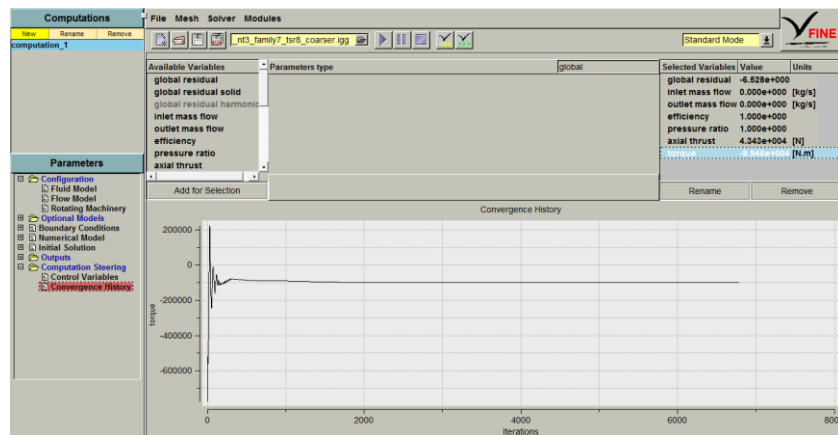 Computations
New Rename Remove
computation_1
File Mesh Solver Modules
_nt3_family7_tsr8_coarser.igg
Standard Mode
FINE
Parameters
Configuration
Fluid Model
Flow Model
Rotating Machinery
Optional Models
Boundary Conditions
Numerical Model
Initial Solution
Outputs
Computation Steering
Control Variables
Convergence History
Available Variables
global residual
global residual solid
global residual harmonic
inlet mass flow
outlet mass flow
efficiency
pressure ratio
axial thrust
Add for Selection
Parameters type global
Selected Variables Value Units
global residual -6.528e+000
inlet mass flow 0.000e+000 [kg/s]
outlet mass flow 0.000e+000 [kg/s]
efficiency 1.000e+000
pressure ratio 1.000e+000
axial thrust 4.343e+004 [N]
torque [N.m]
Rename Remove
Convergence History
200000
0
-200000
-400000
-600000
torque
0 2000 4000 6000 800
Iterations